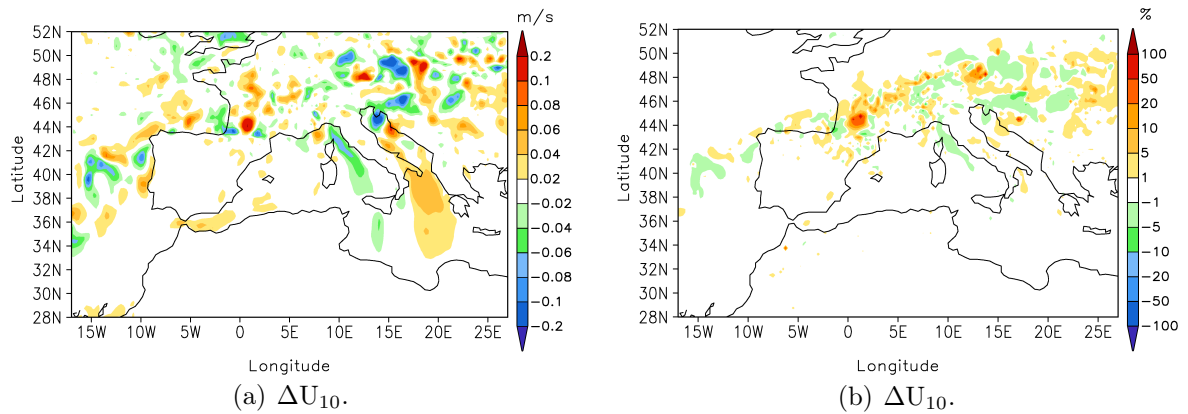 m/s
52N
50N
48N
46N
44N
42N
40N
38N
36N
34N
32N
30N
28N
Latitude
15W 10W 5W 0 5E 10E 15E 20E 25E
Longitude
0.2
0.1
0.08
0.06
0.04
0.02
−0.02
−0.04
−0.06
−0.08
−0.1
−0.2
(a) ΔU₁₀.
%
52N
50N
48N
46N
44N
42N
40N
38N
36N
34N
32N
30N
28N
Latitude
15W 10W 5W 0 5E 10E 15E 20E 25E
Longitude
100
50
20
10
5
1
−1
−5
−10
−20
−50
−100
(b) ΔU₁₀.